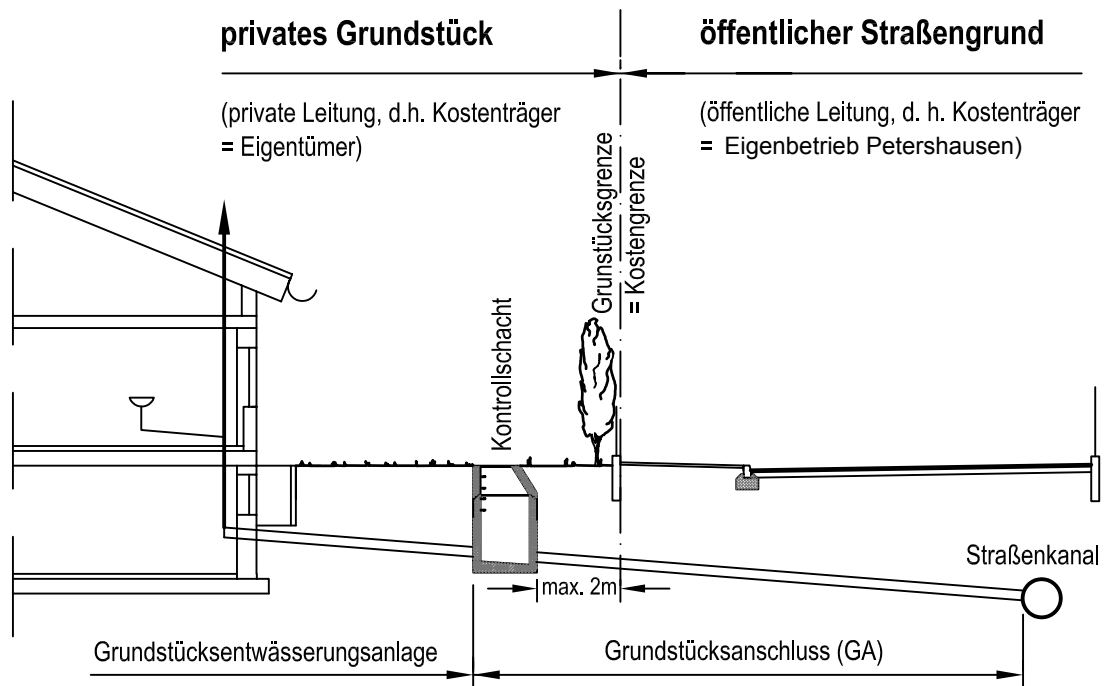 privates Grundstück
öffentlicher Straßengrund
(private Leitung, d.h. Kostenträger
= Eigentümer)
(öffentliche Leitung, d. h. Kostenträger
= Eigenbetrieb Petershausen)
Grunstücksgrenze
= Kostengrenze
Kontrollschacht
Straßenkanal
max. 2m
Grundstücksentwässerungsanlage
Grundstücksanschluss (GA)